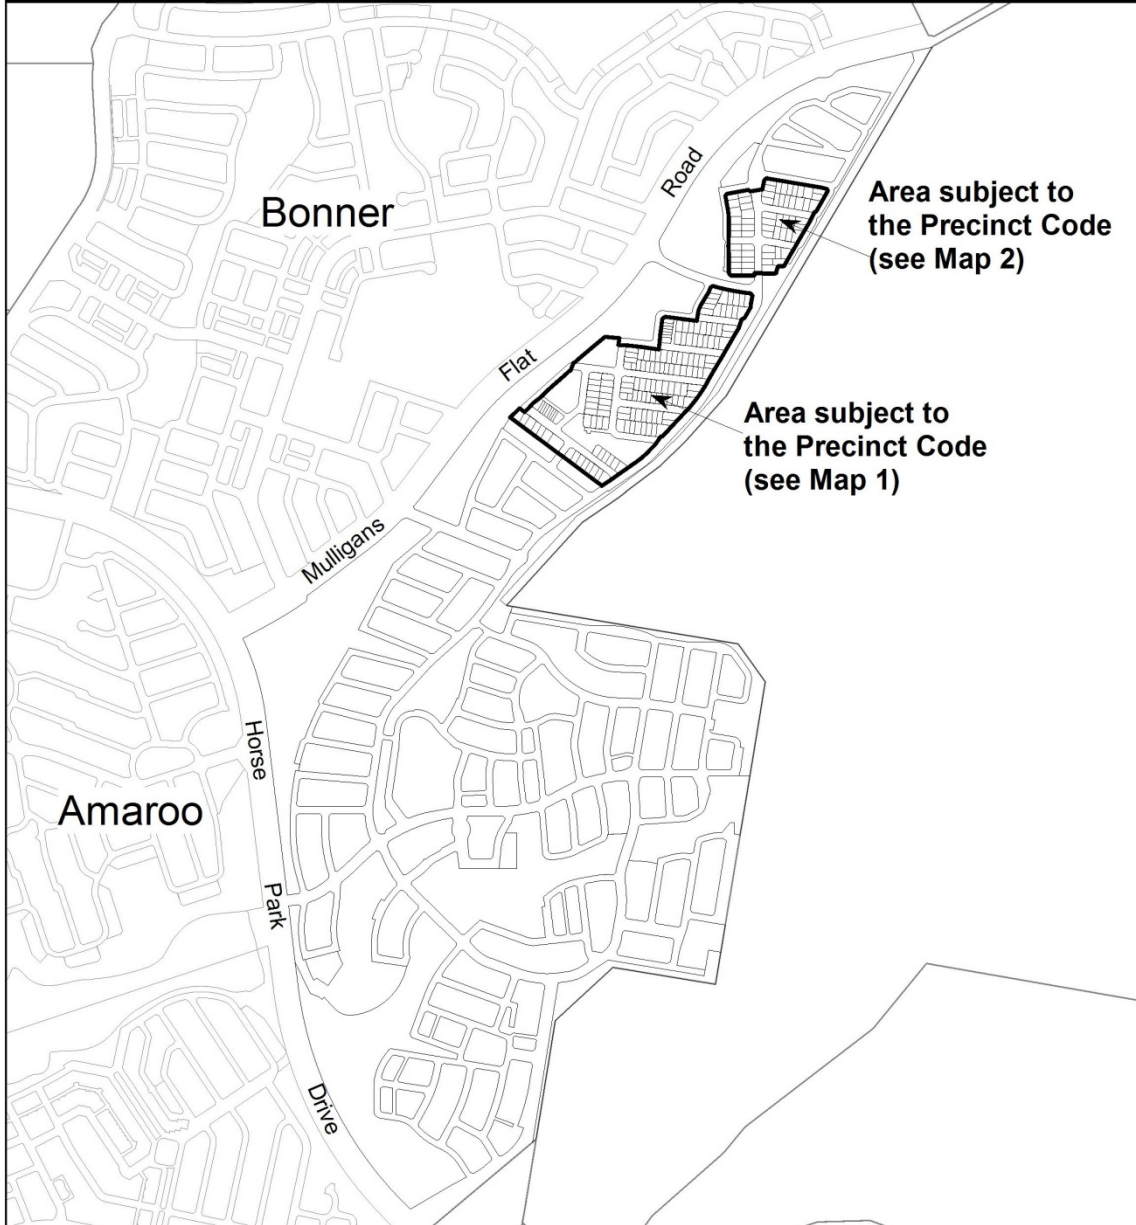 Road
Area subject to
the Precinct Code
(see Map 2)
Bonner
Flat
Area subject to
the Precinct Code
(see Map 1)
Mulligans
Horse
Amaroo
Park
Drive